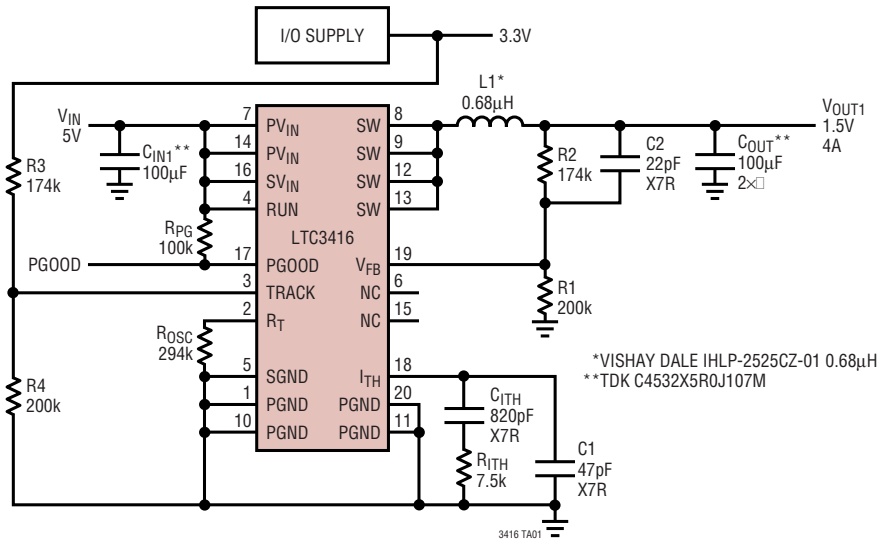 I/O SUPPLY
3.3V
L1*
0.68μH
VIN
5V
CIN1**
100μF
R3
174k
RPG
100k
PGOOD
ROSC
294k
R4
200k
7
14
16
4
17
3
2
5
1
10
PVIN
PVIN
SVIN
RUN
PGOOD
TRACK
RT
SGND
PGND
PGND
LTC3416
SW
SW
SW
SW
VFB
NC
NC
ITH
PGND
PGND
8
9
12
13
19
6
15
18
20
11
R2
174k
C2
22pF
X7R
COUT**
100μF
2×□
VOUT1
1.5V
4A
R1
200k
CITH
820pF
X7R
RITH
7.5k
C1
47pF
X7R
*VISHAY DALE IHLP-2525CZ-01 0.68μH
**TDK C4532X5R0J107M
3416 TA01